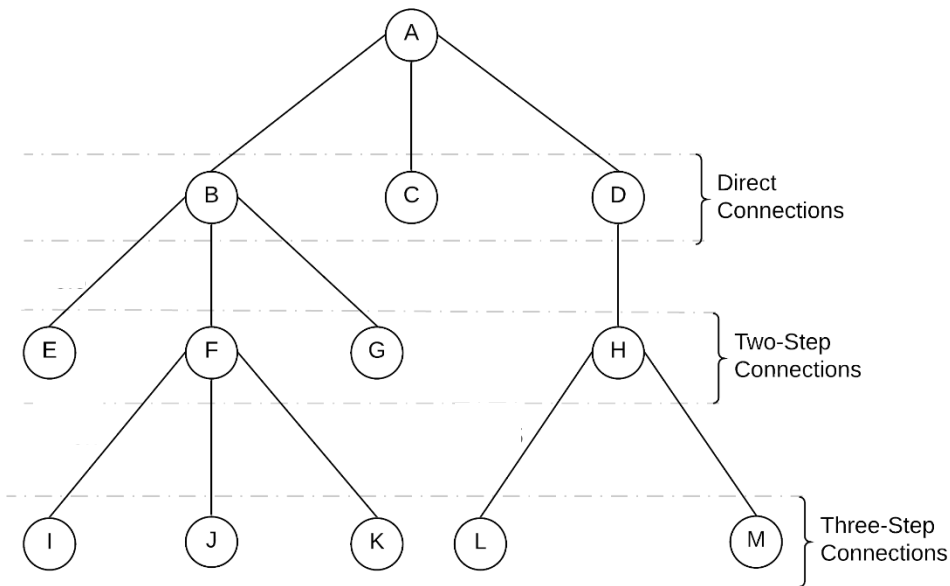 A
B
C
D
Direct
Connections
E
F
G
H
Two-Step
Connections
I
J
K
L
M
Three-Step
Connections